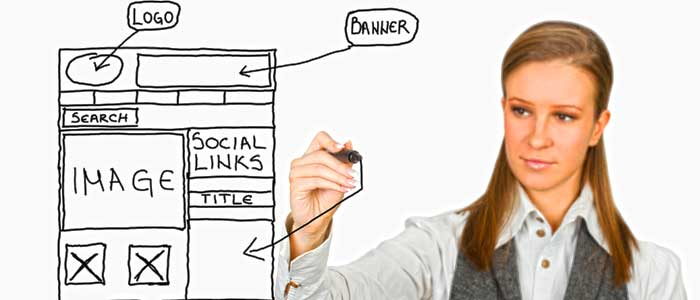 LOGO
BANNER
SEARCH
SOCIAL
LINKS
IMAGE
TITLE